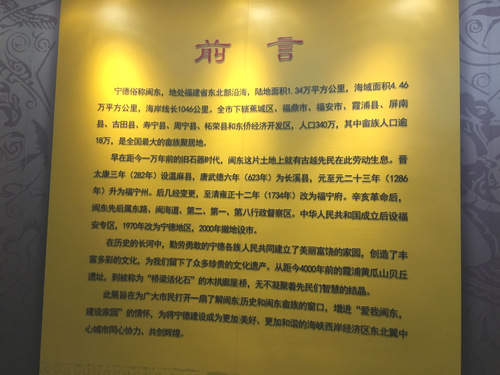 前言
宁德俗称闽东，地处福建省东北部沿海，陆地面积1.34万平方公里，海域面积4.46
万平方公里，海岸线长1046公里。全市下辖蕉城区、福鼎市、福安市、霞浦县、屏南
县、古田县、寿宁县、周宁县、柘荣县和东侨经济开发区，人口340万，其中畲族人口逾
18万，是全国最大的畲族聚居地。
早在距今一万年前的旧石器时代，闽东这片土地上就有古越先民在此劳动生息。晋
太康三年（282年）设温麻县，唐武德六年（623年）为长溪县，元至元二十三年（1286
年）升为福宁州。后几经变更，至清雍正十二年（1734年）改为福宁府。辛亥革命后，
闽东先后属东路、闽海道、第二、第一、第八行政督察区。中华人民共和国成立后设福
安专区，1970年改为宁德地区，2000年撤地设市。
在历史的长河中，勤劳勇敢的宁德各族人民共同建立了美丽富饶的家园，创造了丰
富多彩的文化，为我们留下了众多珍贵的文化遗产。从距今4000年前的霞浦黄瓜山贝丘
遗址，到被称为“桥梁活化石”的木拱廊屋桥，无不凝聚着先民们智慧的结晶。
此展旨在为广大市民打开一扇了解闽东历史和闽东畲族的窗口，增进“爱我闽东，
建设家园”的情怀，为将宁德建设成为更加美好、更加和谐的海峡西岸经济区东北翼中
心城市同心协力、共创辉煌。